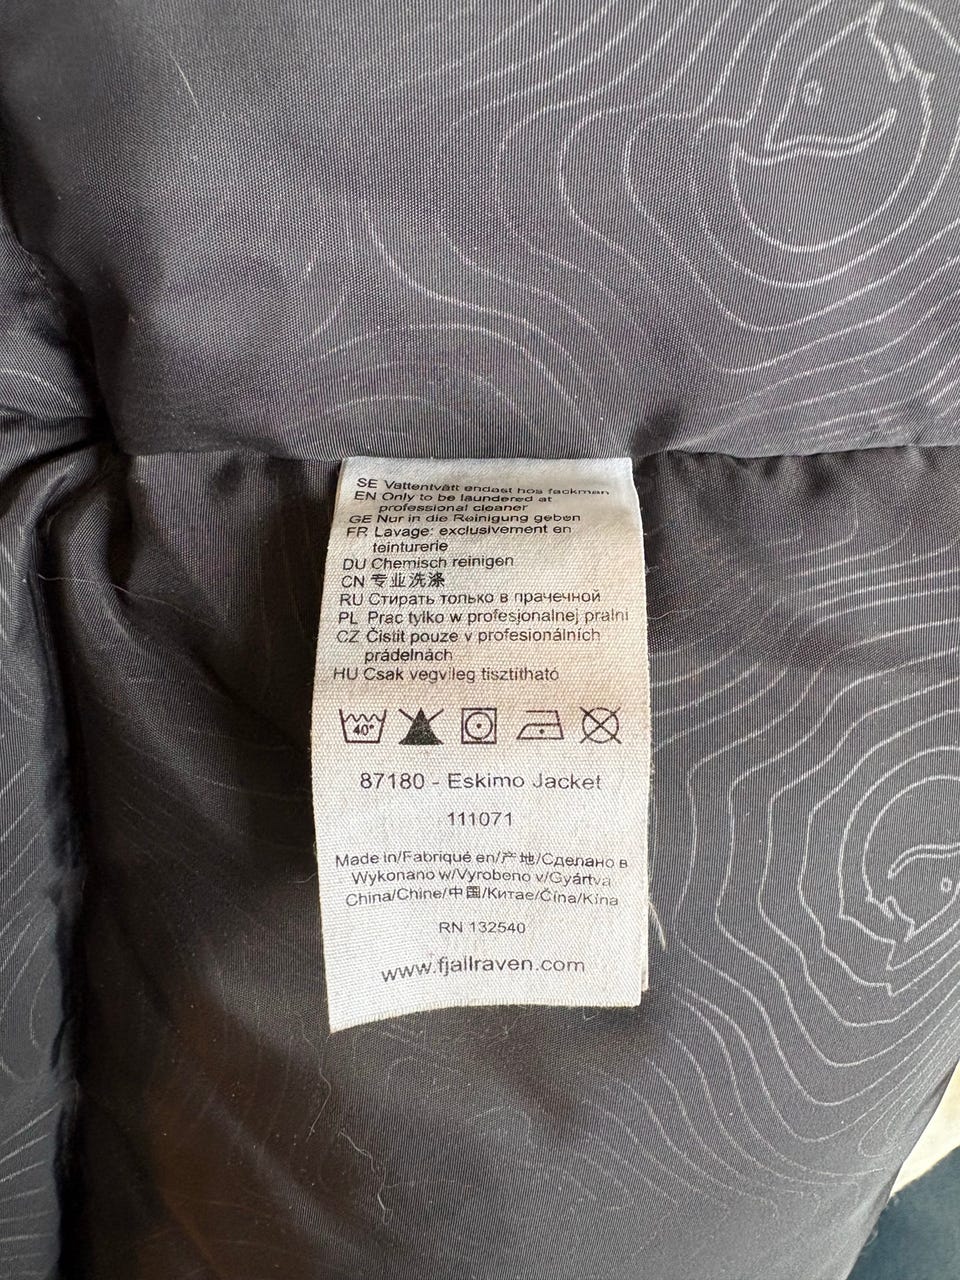 SE Vattentvätt endast hos fackman
EN Only to be laundered at
professional cleaner
GE Nur in die Reinigung geben
FR Lavage: exclusivement en
teinturerie
DU Chemisch reinigen
CN 专业洗涤
RU Стирать только в прачечной
PL Prac tylko w profesjonalnej pralni
CZ Čistit pouze v profesionálních
prádelnách
HU Csak vegvileg tisztítható
40°
87180 - Eskimo Jacket
111071
Made in/Fabriqué en/产地/Сделано в
Wykonano w/Vyrobeno v/Gyártva
China/Chine/中国/Китае/Čína/Kína
RN 132540
www.fjallraven.com